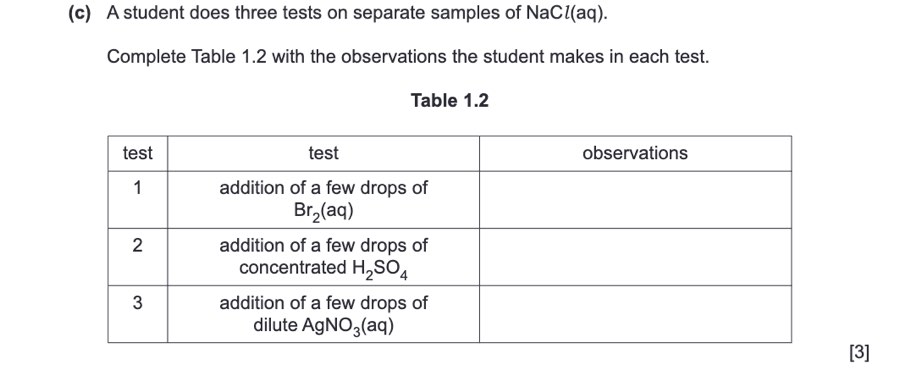 (c) A student does three tests on separate samples of NaCl(aq).
Complete Table 1.2 with the observations the student makes in each test.
Table 1.2
test test observations
1 addition of a few drops of
Br₂(aq)
2 addition of a few drops of
concentrated H₂SO₄
3 addition of a few drops of
dilute AgNO₃(aq)
[3]